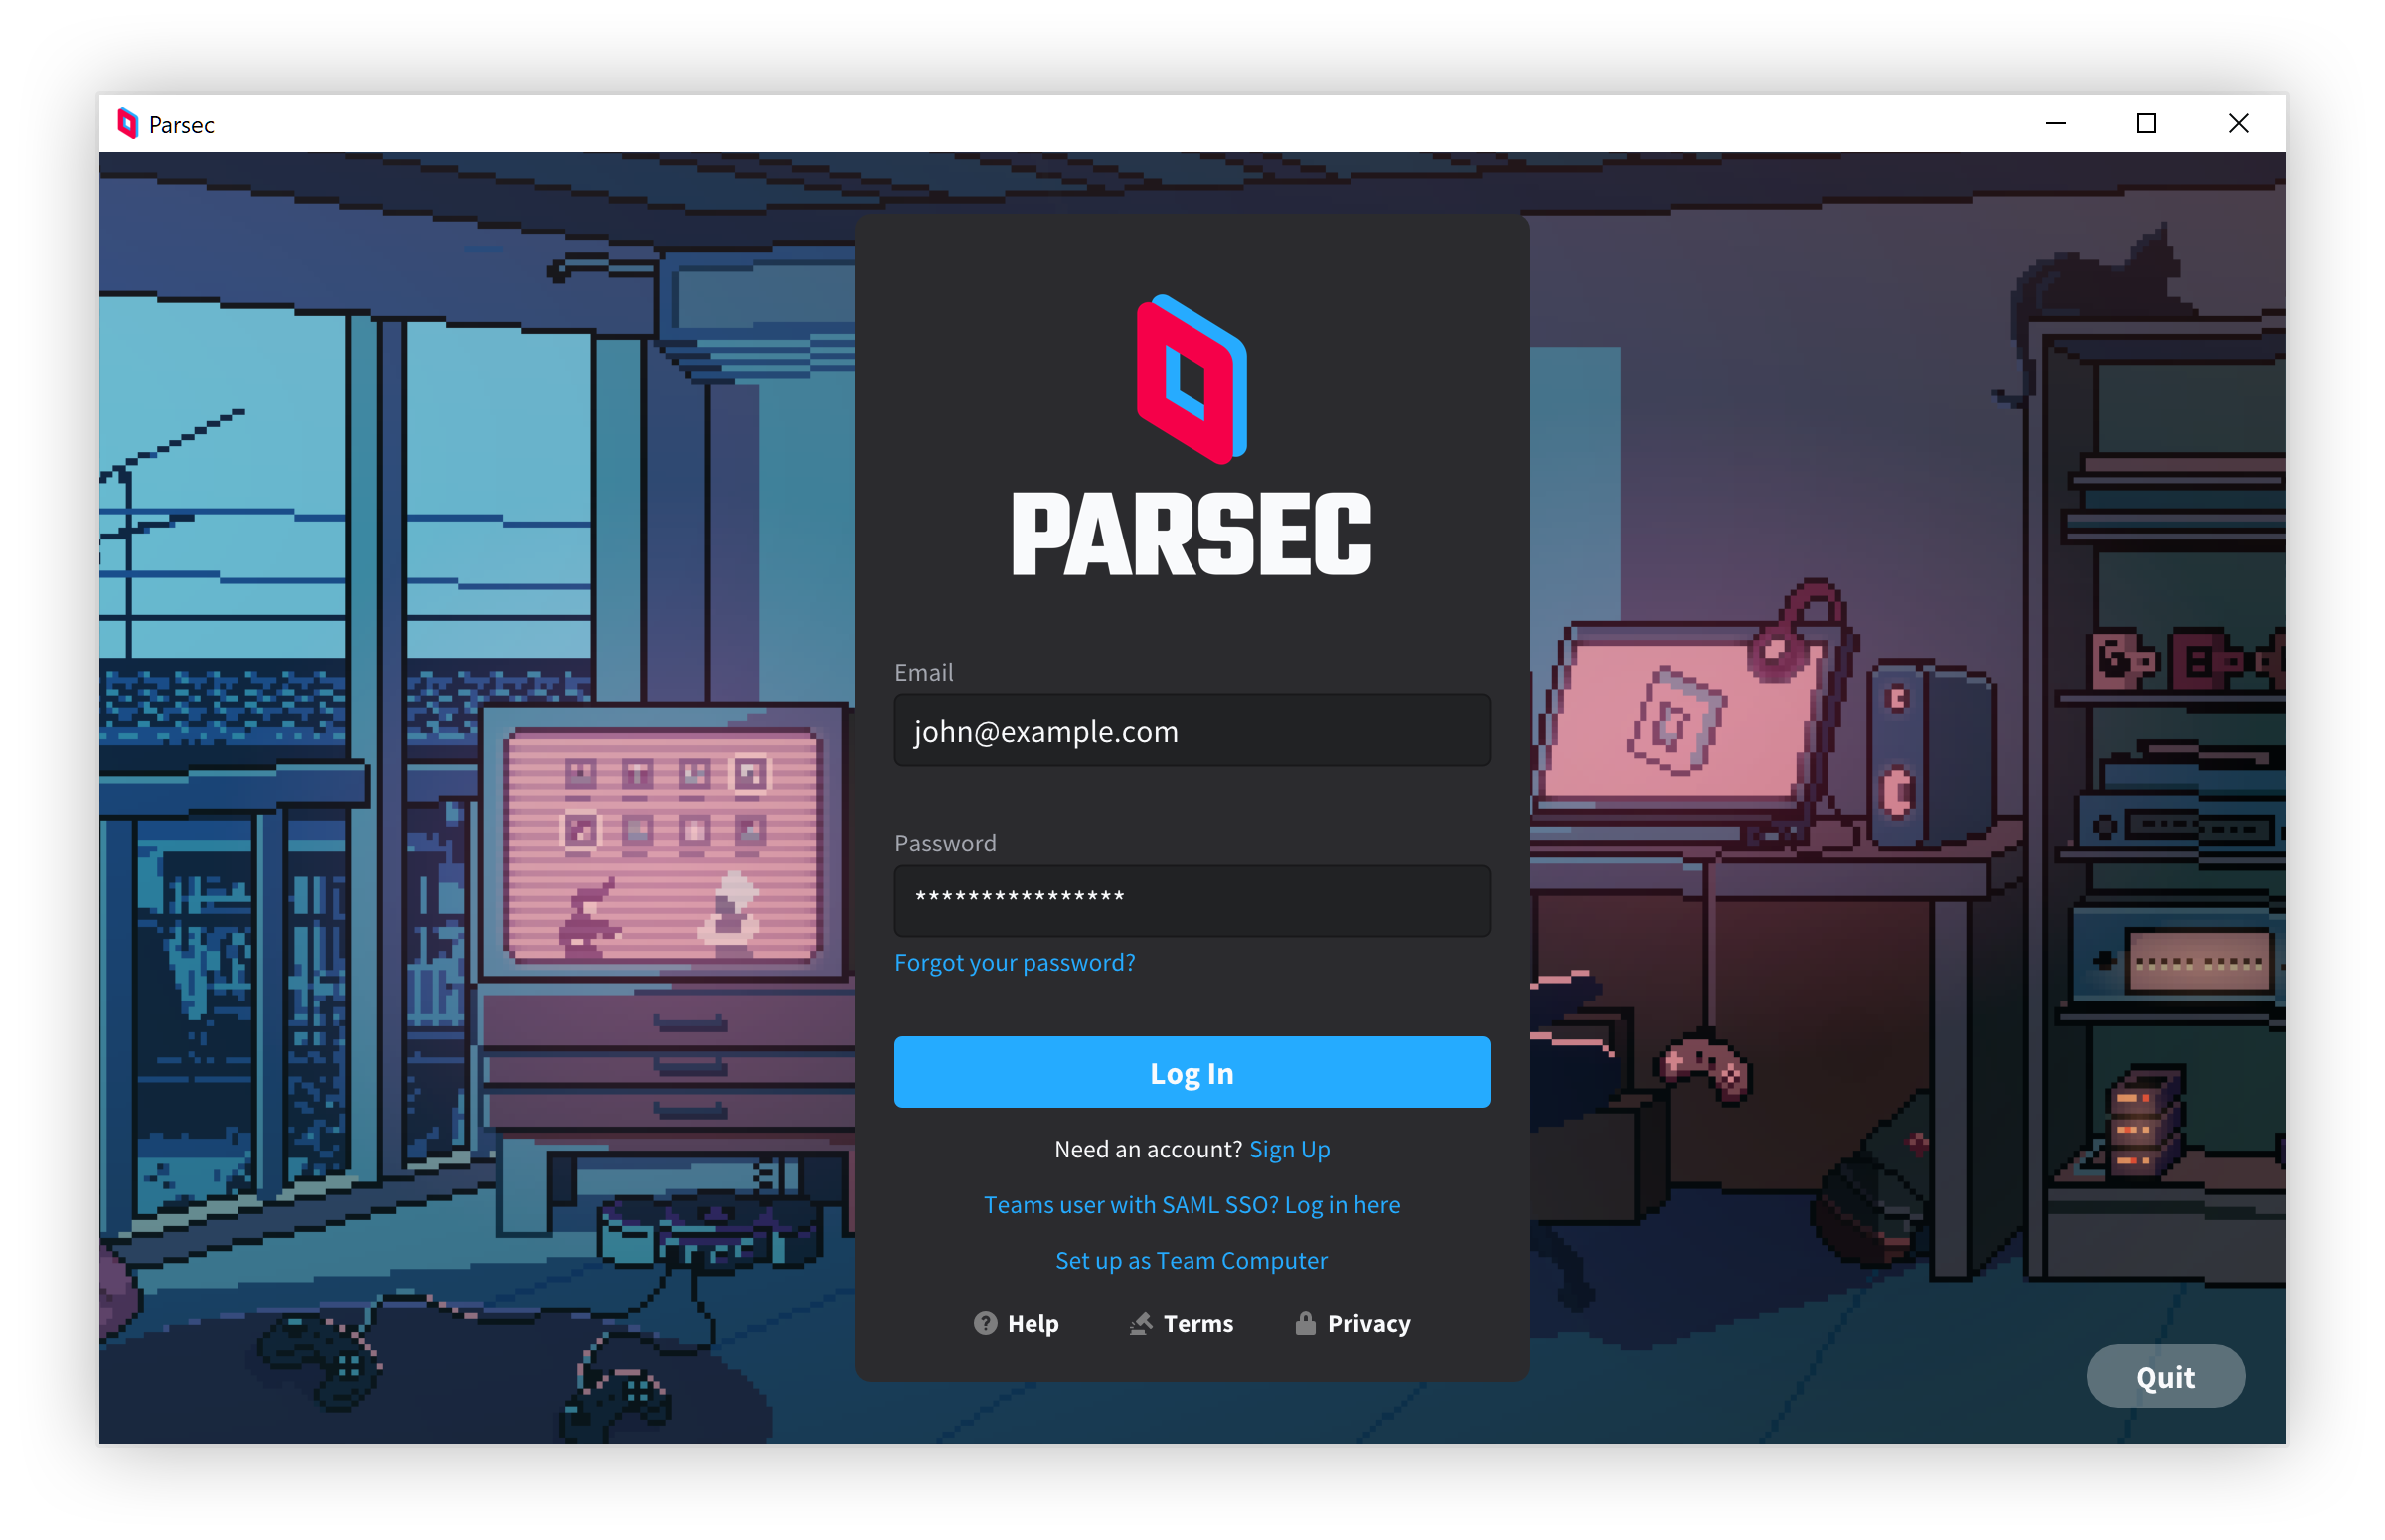 Parsec
PARSEC
Email
john@example.com
Password
****************
Forgot your password?
Log In
Need an account? Sign Up
Teams user with SAML SSO? Log in here
Set up as Team Computer
Help Terms Privacy
Quit